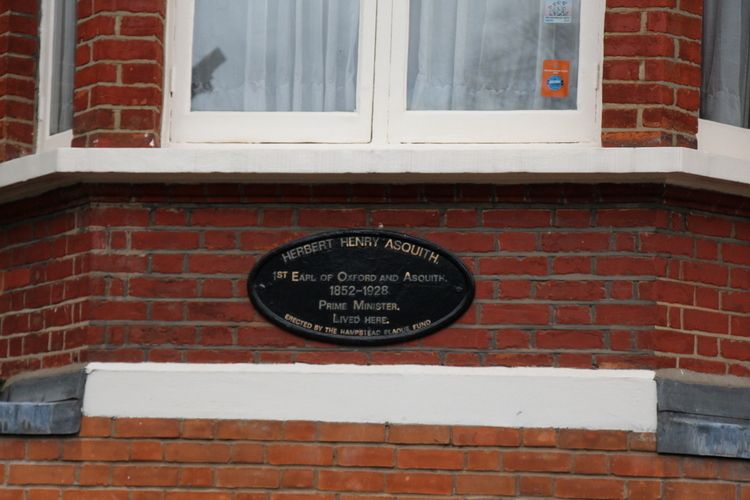 HERBERT HENRY ASQUITH.
1ST EARL OF OXFORD AND ASQUITH.
1852-1928
PRIME MINISTER.
LIVED HERE.
ERECTED BY THE HAMPSTEAD PLAQUE FUND